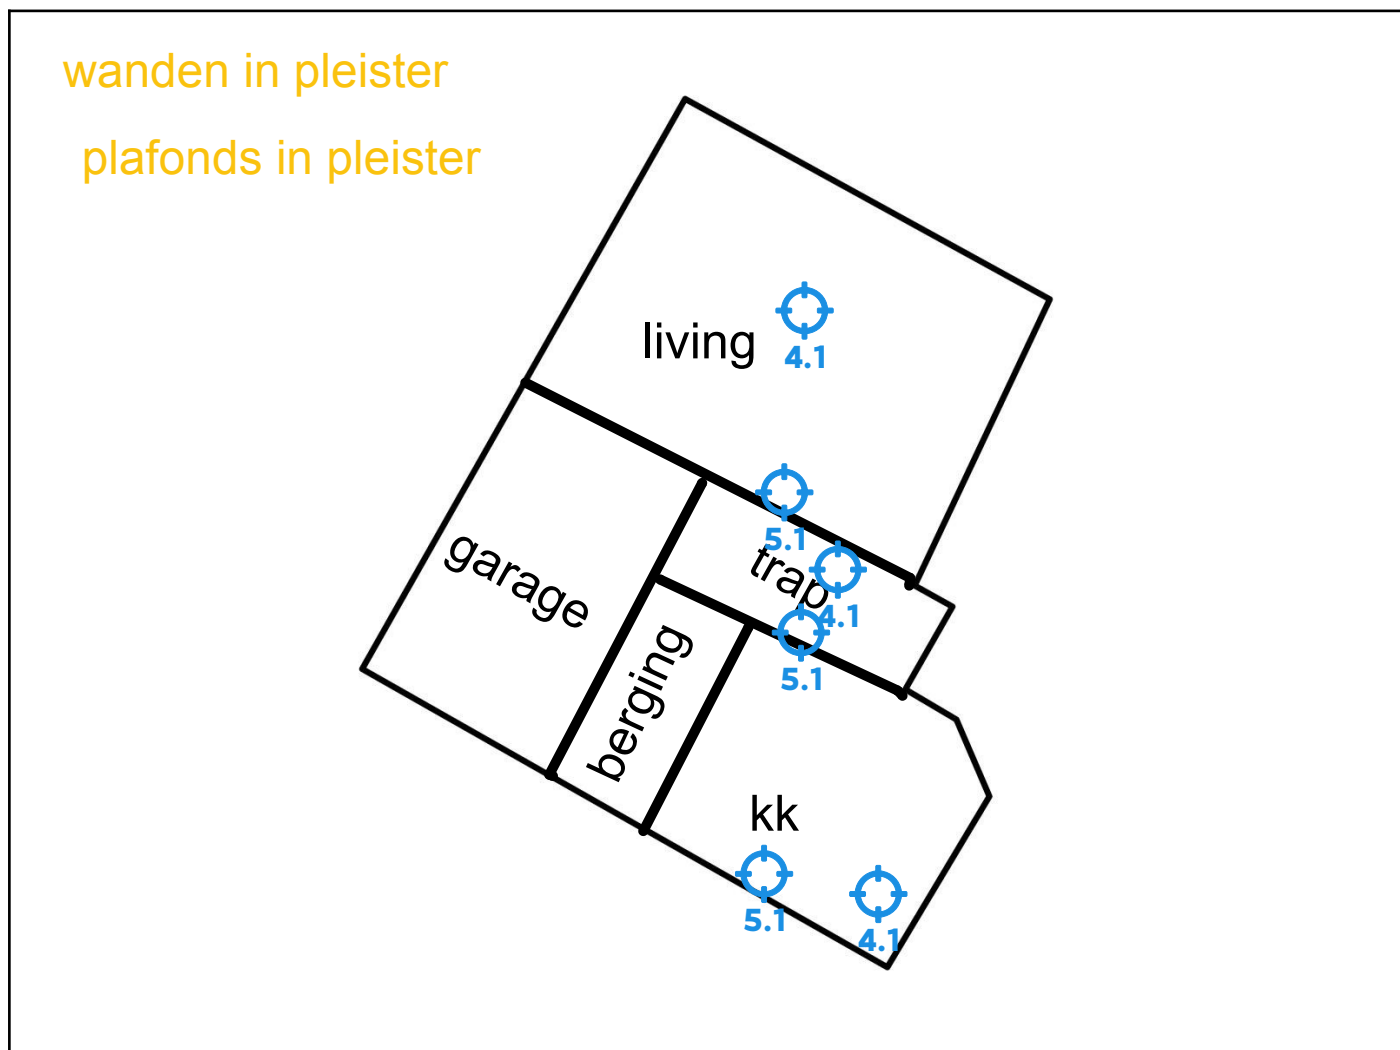 wanden in pleister
plafonds in pleister
living
4.1
5.1
trap
4.1
garage
5.1
berging
kk
5.1
4.1